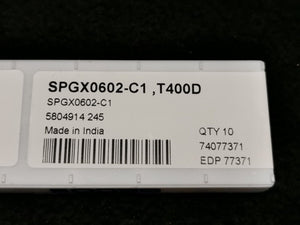 SPGX0602-C1 ,T400D
SPGX0602-C1
5804914 245
Made in India
QTY 10
74077371
EDP 77371